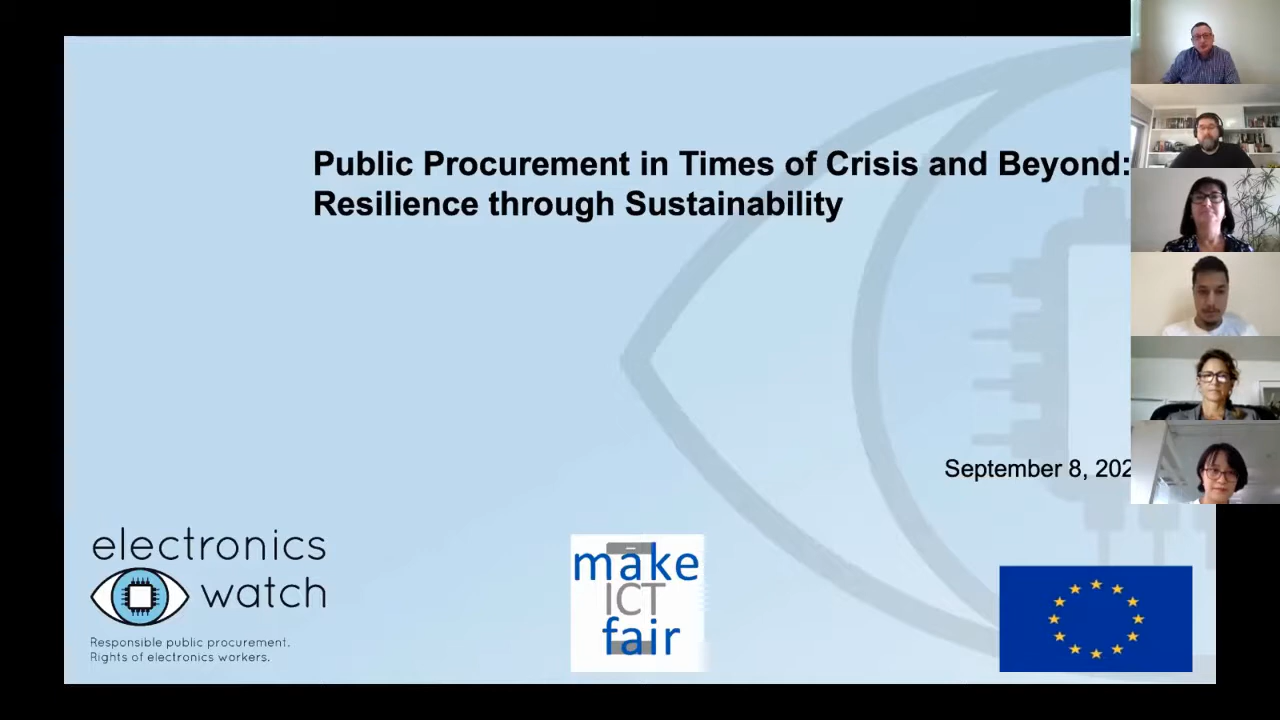 Public Procurement in Times of Crisis and Beyond:
Resilience through Sustainability
September 8, 202
electronics
watch
Responsible public procurement.
Rights of electronics workers.
make
ICT
fair